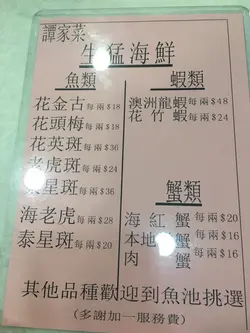 譚家菜
生猛海鮮
魚類
花金古每兩$18
花頭梅每兩$18
花英斑每兩$36
老虎斑每兩$24
星斑每兩$36
海老虎每兩$28
泰星斑每兩$20
蝦類
澳洲龍蝦每兩$48
花竹蝦每兩$24
蟹類
海紅蟹每兩$20
本地蟹每兩$16
肉蟹每兩$16
其他品種歡迎到魚池挑選
(多謝加一服務費)